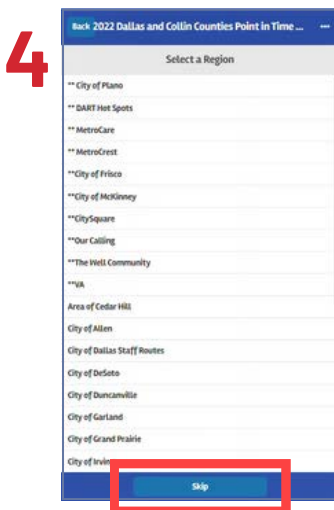 4
Back 2022 Dallas and Collin Counties Point in Time ... ...
Select a Region
** City of Plano
** DART Hot Spots
** MetroCare
** MetroCrest
**City of Frisco
**City of McKinney
**CitySquare
**Our Calling
**The Well Community
**VA
Area of Cedar Hill
City of Allen
City of Dallas Staff Routes
City of DeSoto
City of Duncanville
City of Garland
City of Grand Prairie
City of Irving
Skip